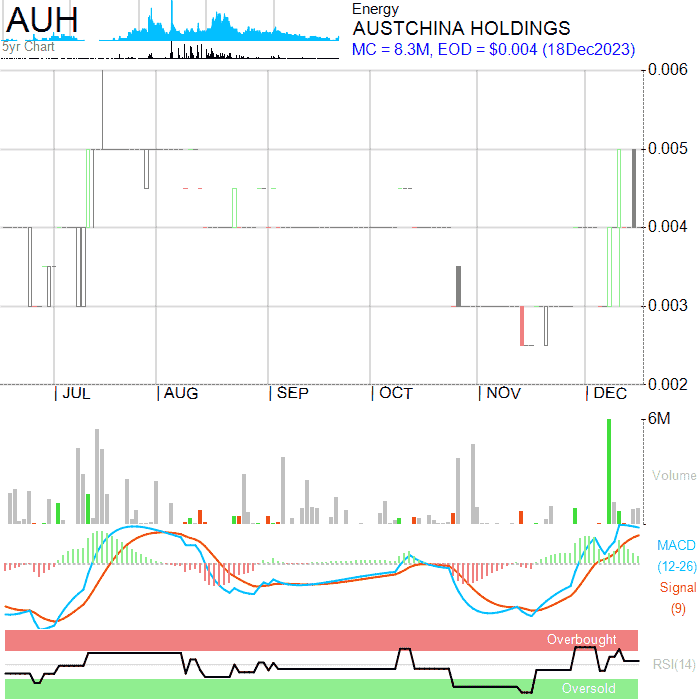 AUH
5yr Chart
Energy
AUSTCHINA HOLDINGS
MC = 8.3M, EOD = $0.004 (18Dec2023)
0.006
0.005
0.004
0.003
0.002
JUL
AUG
SEP
OCT
NOV
DEC
6M
Volume
MACD
(12-26)
Signal
(9)
Overbought
RSI(14)
Oversold